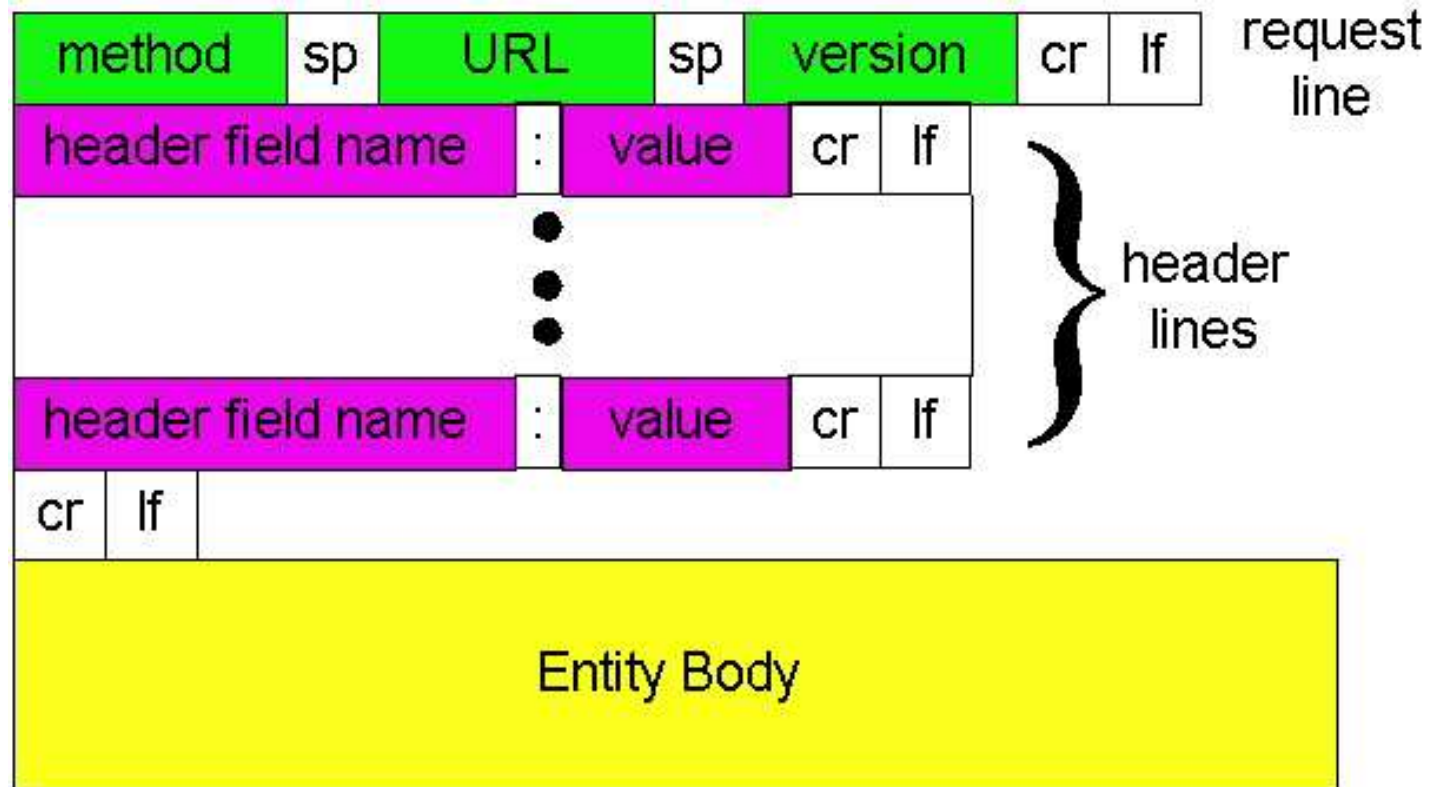 method sp URL sp version cr lf request line
header field name : value cr lf
header lines
header field name : value cr lf
cr lf
Entity Body